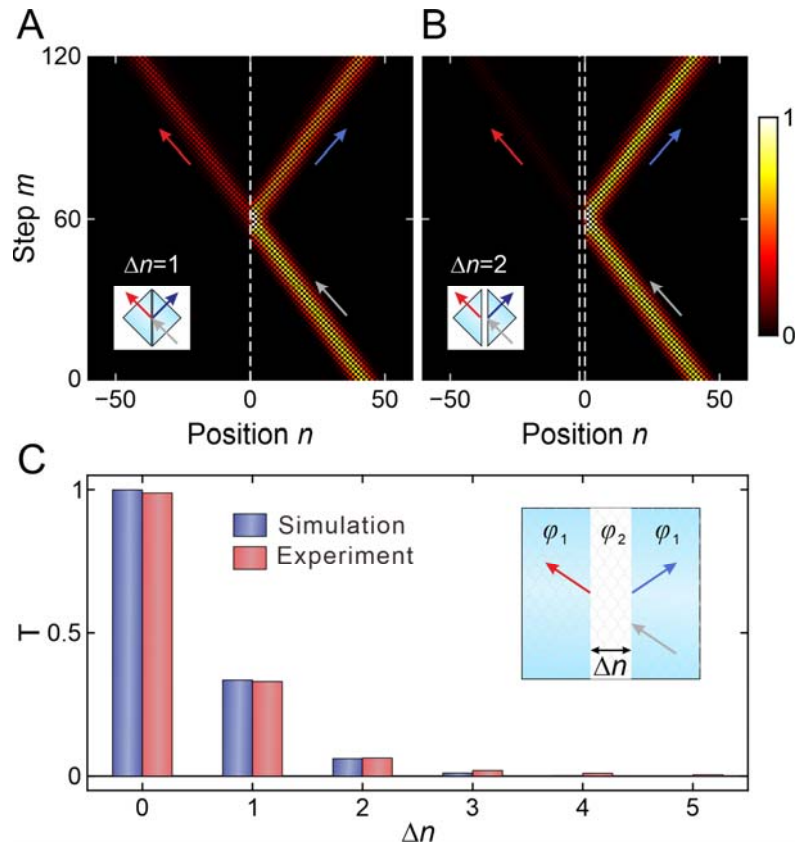 A
B
120
60
0
Step m
Δn=1
Δn=2
1
0
−50
0
50
−50
0
50
Position n
Position n
C
1
0.5
0
T
Simulation
Experiment
φ₁
φ₂
φ₁
Δn
0
1
2
3
4
5
Δn